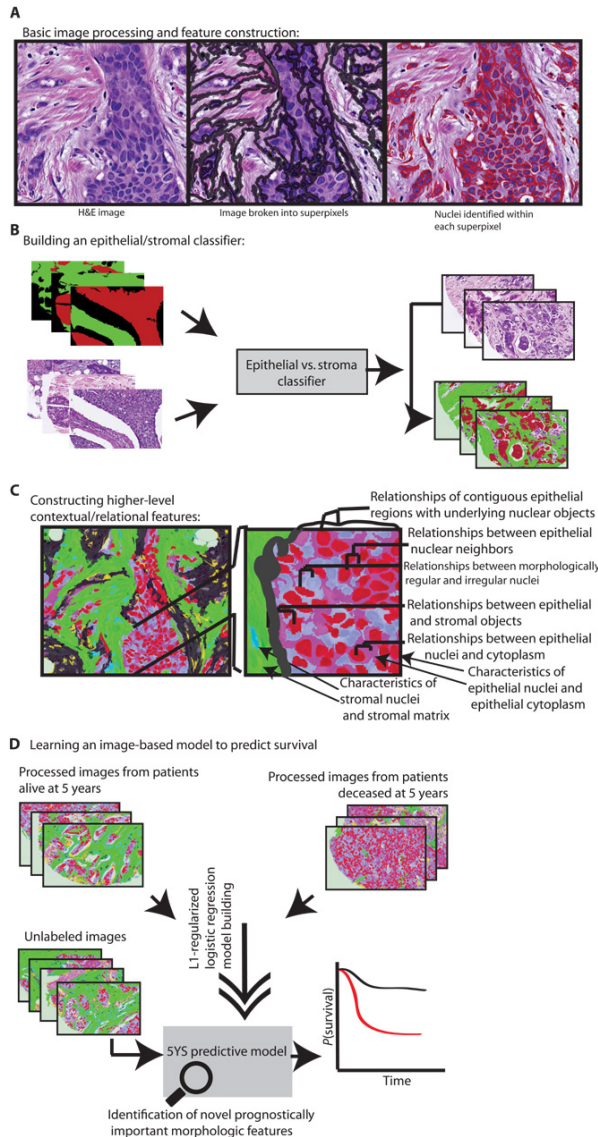 A
Basic image processing and feature construction:
H&E image
Image broken into superpixels
Nuclei identified within
each superpixel
B
Building an epithelial/stromal classifier:
Epithelial vs. stroma
classifier
C
Constructing higher-level
contextual/relational features:
Relationships of contiguous epithelial
regions with underlying nuclear objects
Relationships between epithelial
nuclear neighbors
Relationships between morphologically
regular and irregular nuclei
Relationships between epithelial
and stromal objects
Relationships between epithelial
nuclei and cytoplasm
Characteristics of
epithelial nuclei and
epithelial cytoplasm
Characteristics of
stromal nuclei
and stromal matrix
D
Learning an image-based model to predict survival
Processed images from patients
alive at 5 years
Processed images from patients
deceased at 5 years
L1-regularized
logistic regression
model building
Unlabeled images
5YS predictive model
P(survival)
Time
Identification of novel prognostically
important morphologic features